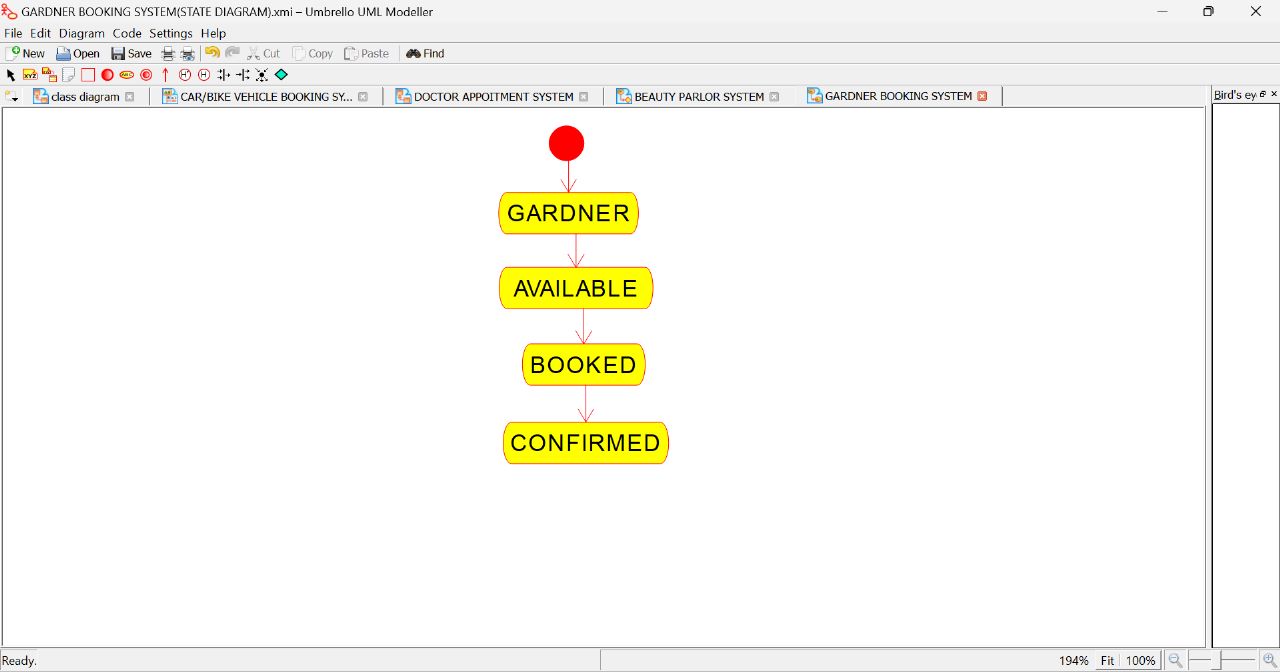 GARDNER BOOKING SYSTEM(STATE DIAGRAM).xmi – Umbrello UML Modeller
File Edit Diagram Code Settings Help
New Open Save Cut Copy Paste Find
XYZ
class diagram CAR/BIKE VEHICLE BOOKING SY... DOCTOR APPOITMENT SYSTEM BEAUTY PARLOR SYSTEM GARDNER BOOKING SYSTEM Bird's ey
GARDNER
AVAILABLE
BOOKED
CONFIRMED
Ready. 194% Fit 100%